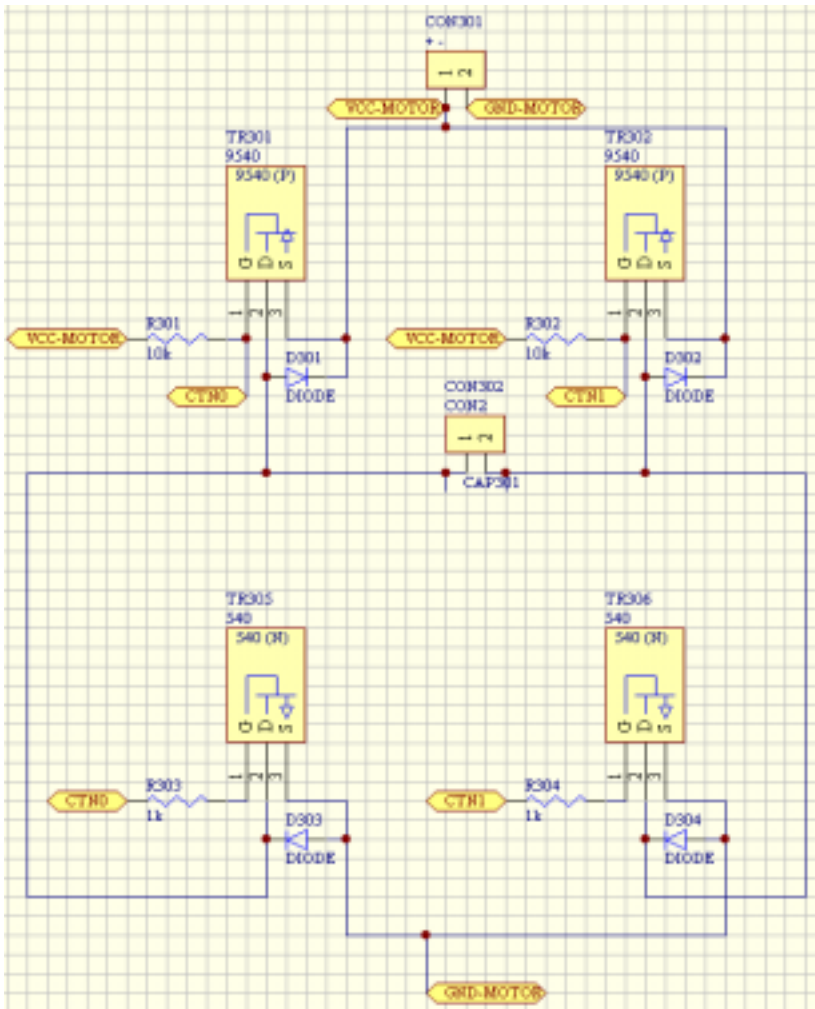 CON301
+ -
1 2
VCC-MOTOR GND-MOTOR
TR301 TR302
9540 9540
9540 (P) 9540 (P)
G D S G D S
1 2 3 1 2 3
VCC-MOTOR R301 VCC-MOTOR R302
10k D301 10k D302
CTN0 DIODE CTN1 DIODE
CON302
CON2
1 2
CAP301
TR305 TR306
540 540
540 (N) 540 (N)
G D S G D S
1 2 3 1 2 3
CTN0 R303 CTN1 R304
1k D303 1k D304
DIODE DIODE
GND-MOTOR